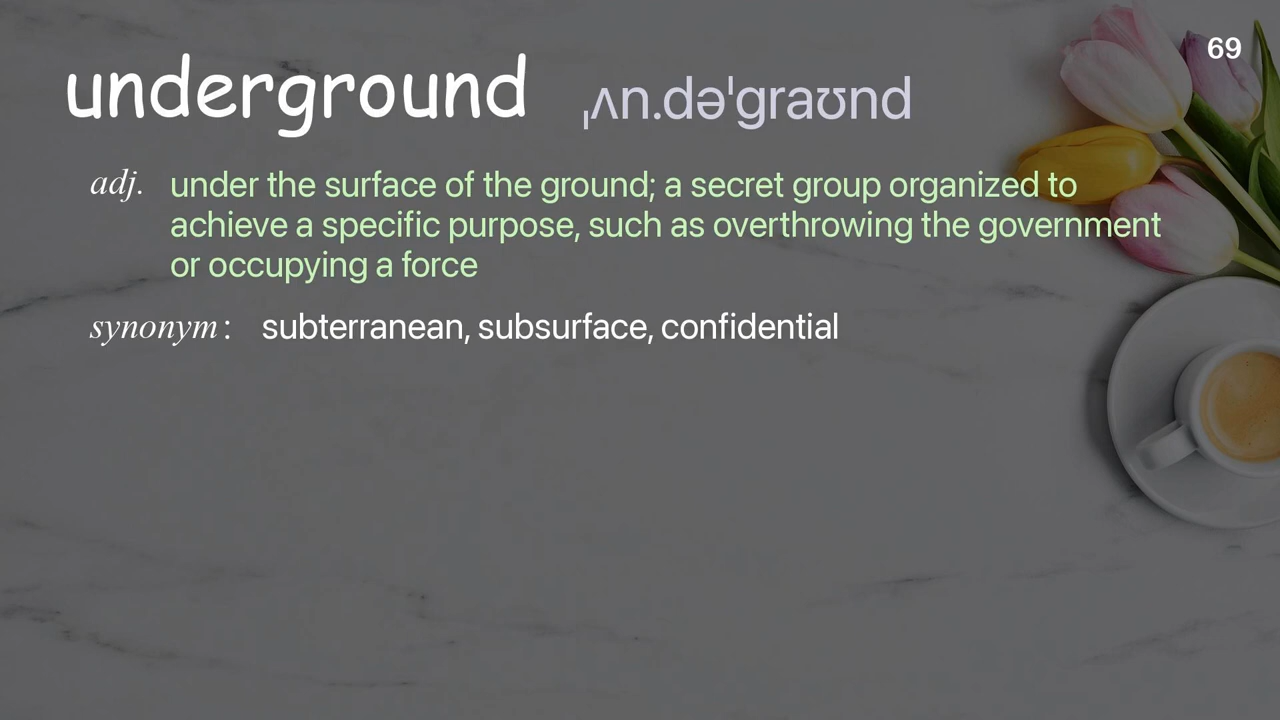 69
underground ˌʌn.dəˈɡraʊnd
adj. under the surface of the ground; a secret group organized to
achieve a specific purpose, such as overthrowing the government
or occupying a force
synonym: subterranean, subsurface, confidential